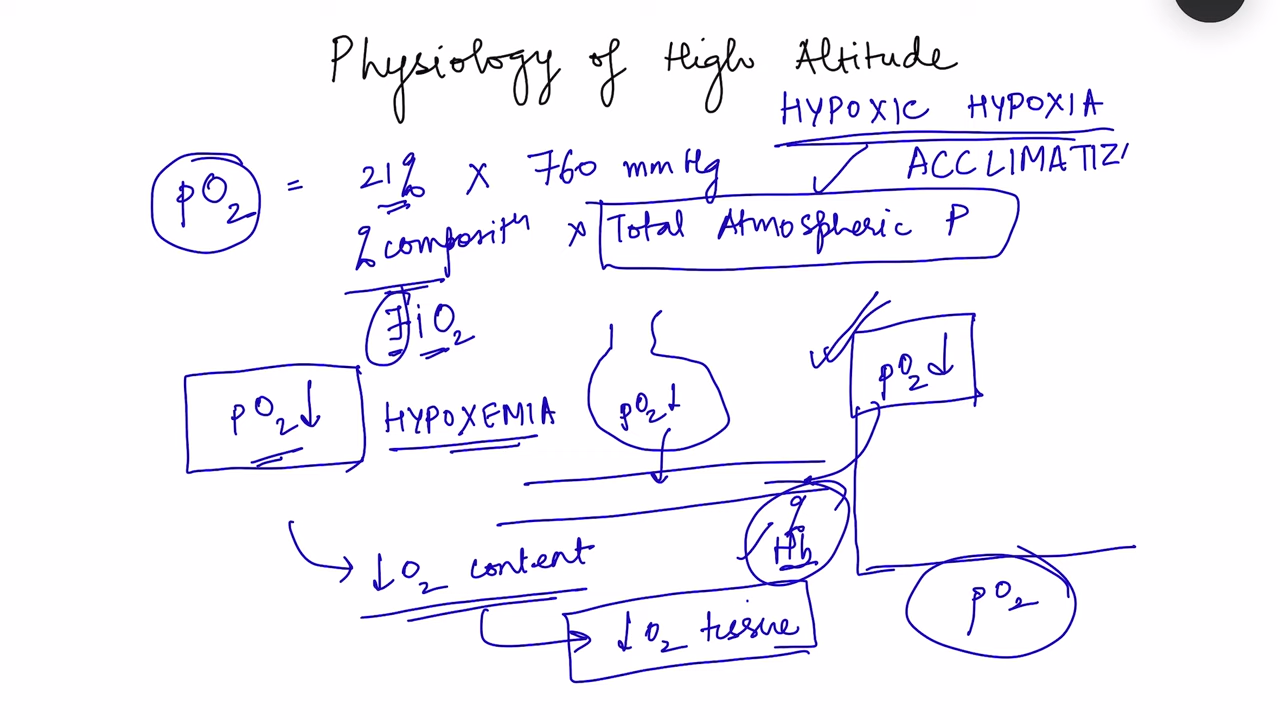 Physiology of High Altitude
HYPOXIC HYPOXIA
ACCLIMATIZ
pO2 = 21% X 760 mmHg
% compositn x Total Atmospheric P
FiO2
pO2↓ HYPOXEMIA
pO2↓
pO2↓
% Hb
↓O2 content
↓O2 tissue
pO2